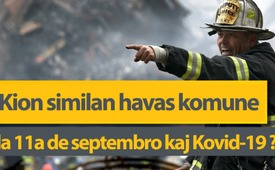 Kion similan havas komune
la 11a de septembro kaj Kovid-19 ?